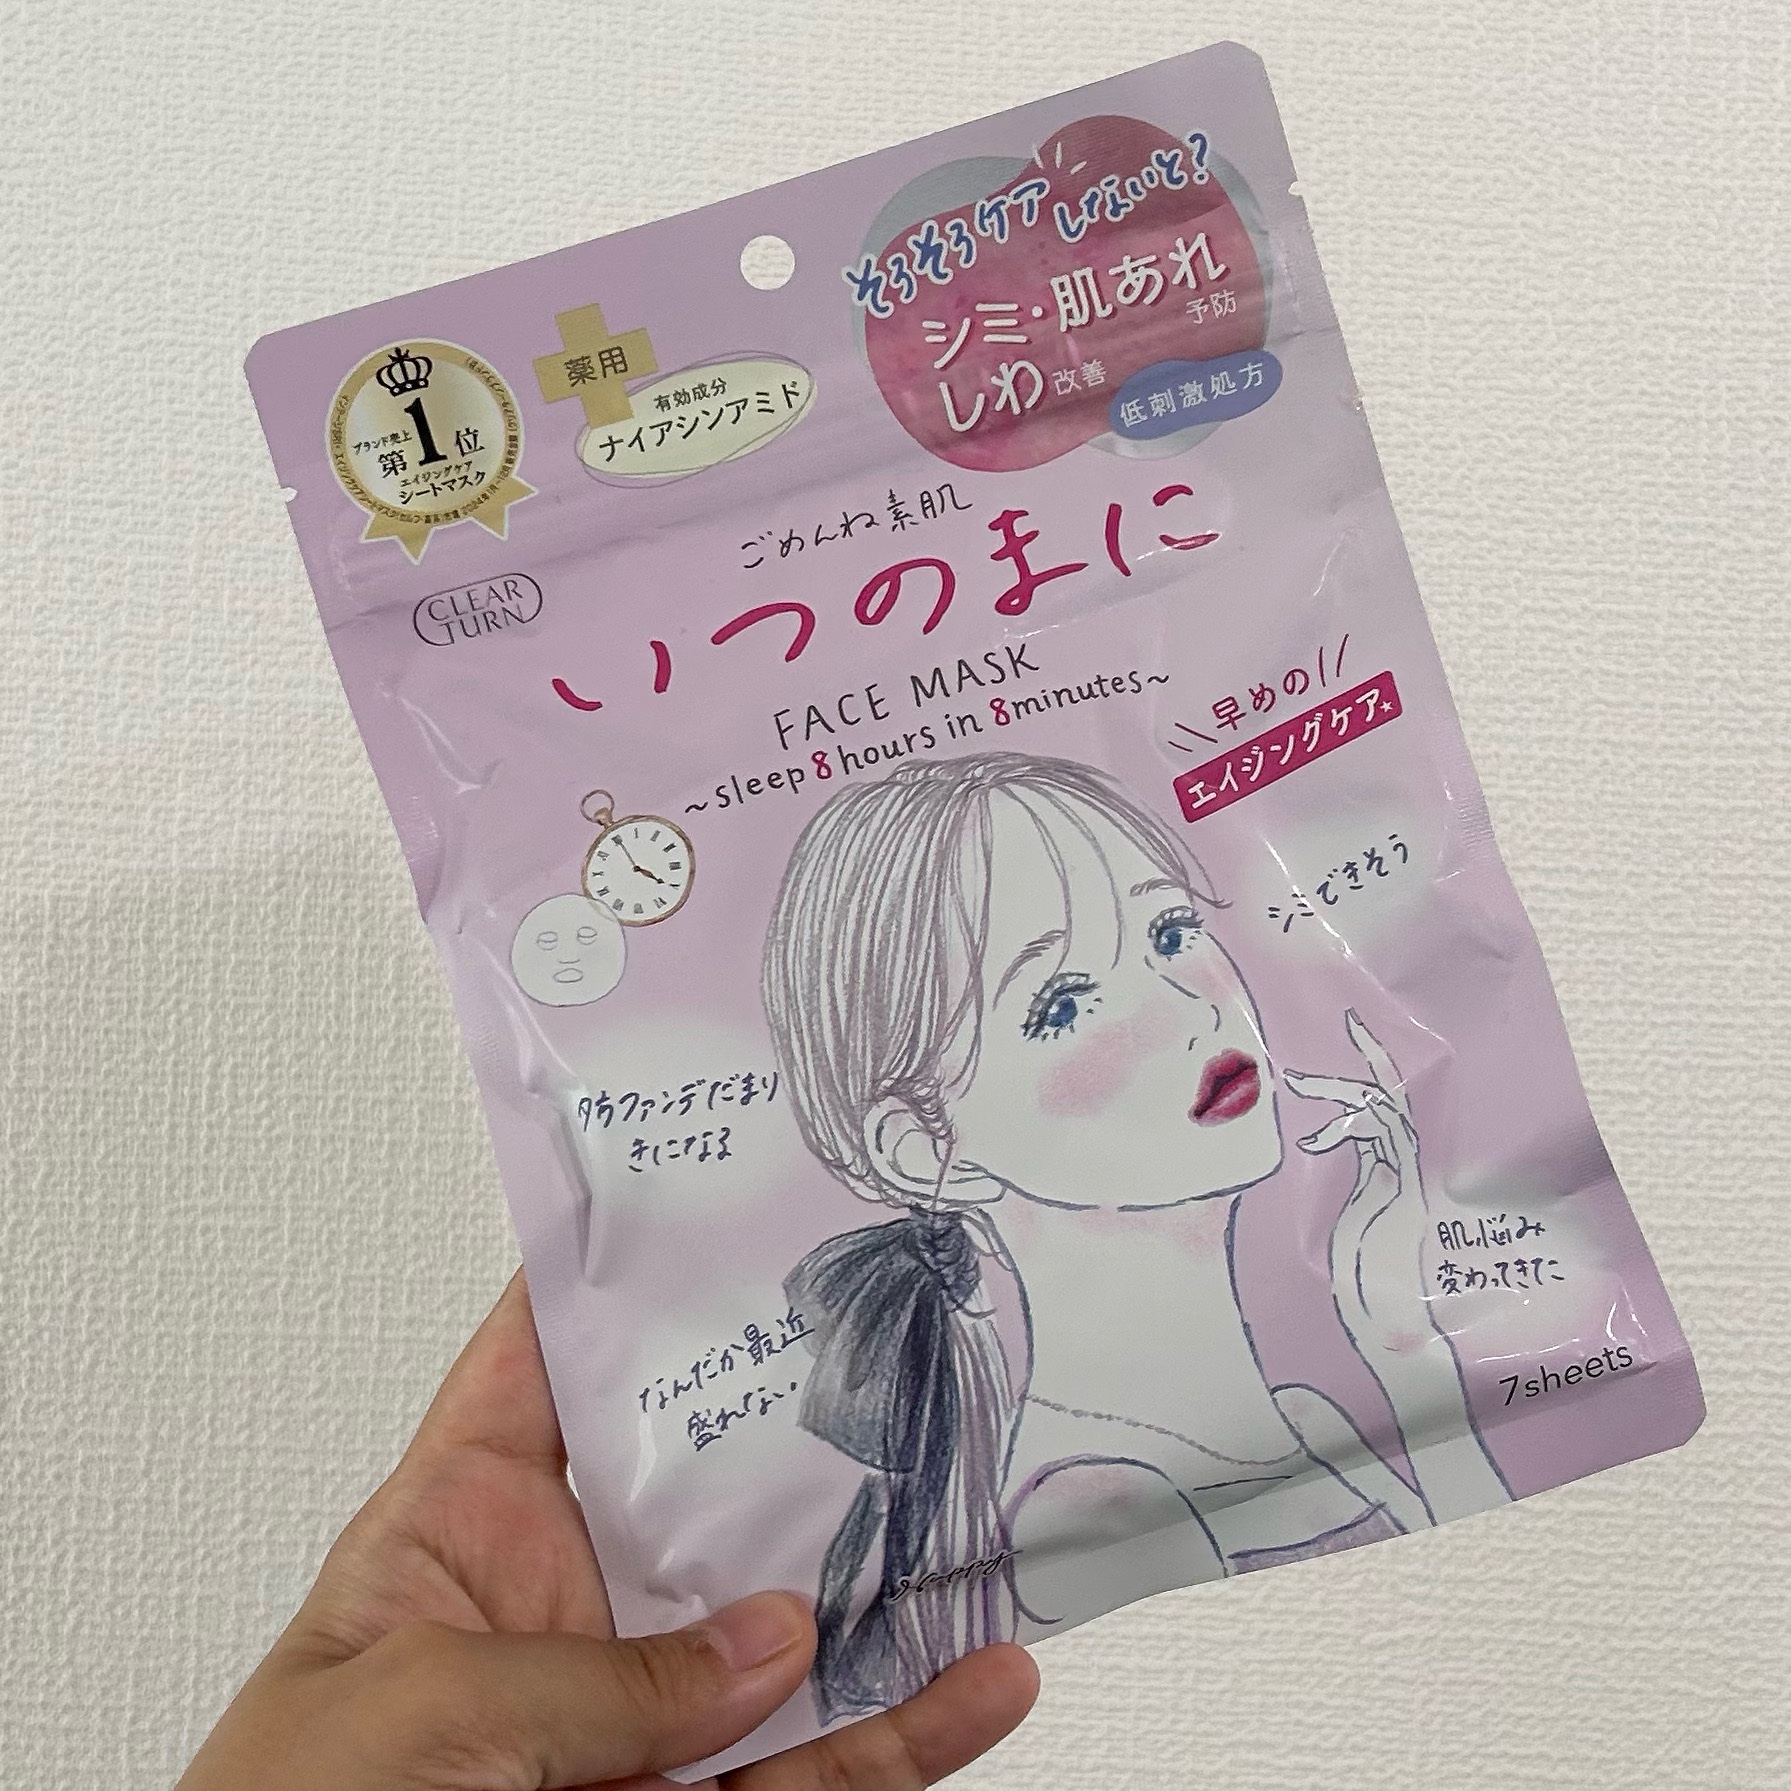 そろそろケア
しないと?
シミ・肌あれ
予防
しわ改善
低刺激処方
薬用
有効成分
ナイアシンアミド
ブランド売上
第1位
エイジングケア
シートマスク
ごめんね素肌
CLEAR
TURN
いつのまに
FACE MASK
~sleep 8 hours in 8 minutes~
早めの
エイジングケア
シミできそう
夕方ファンデだまり
きになる
肌悩み
変わってきた
なんだか最近
盛れない
7sheets